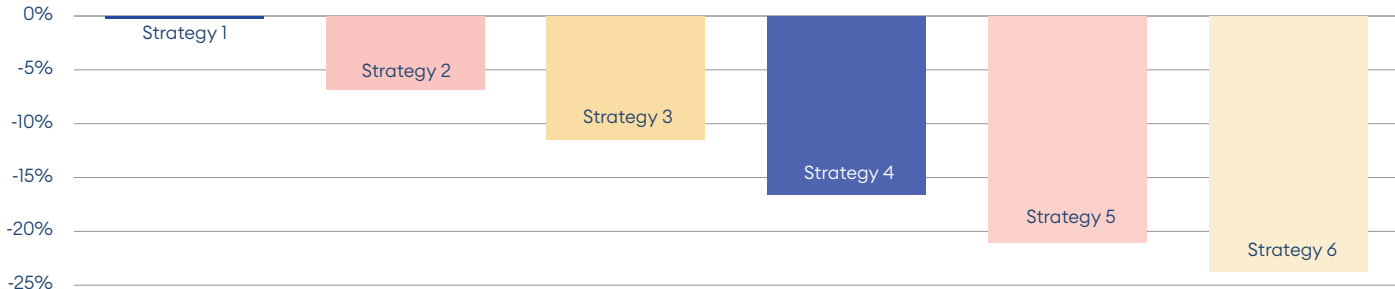 0%
Strategy 1
-5%
Strategy 2
-10%
Strategy 3
-15%
Strategy 4
-20%
Strategy 5
Strategy 6
-25%